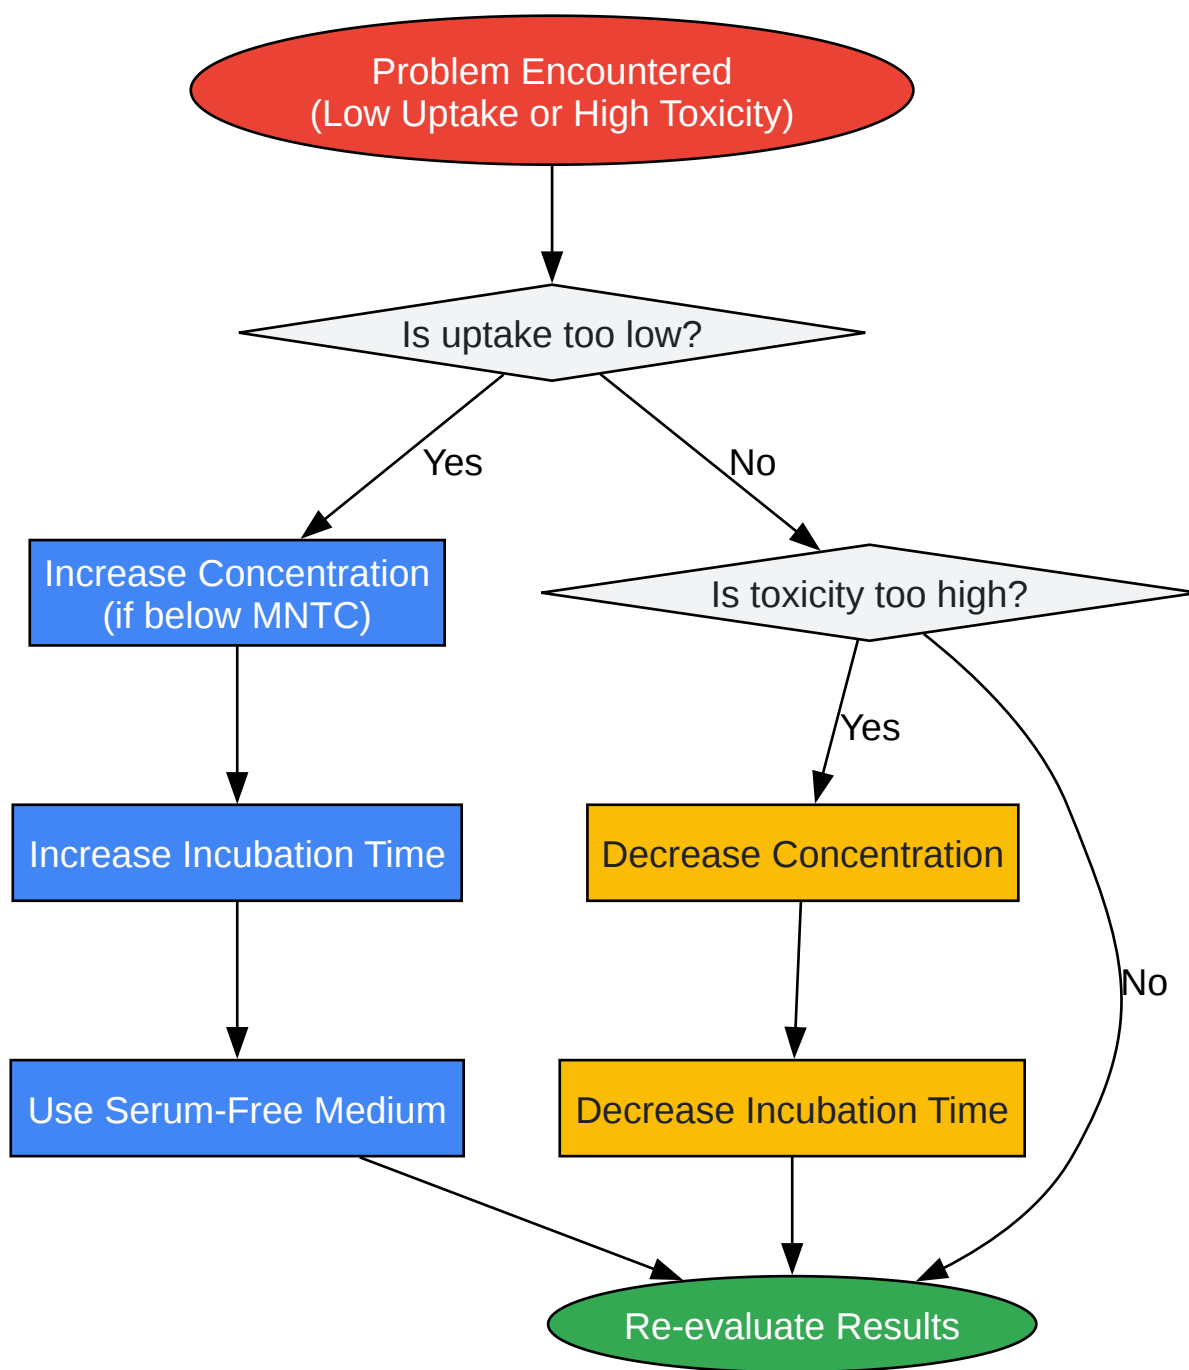 Problem Encountered
(Low Uptake or High Toxicity)
Is uptake too low?
Yes
No
Increase Concentration
(if below MNTC)
Is toxicity too high?
Yes
Increase Incubation Time
Decrease Concentration
No
Use Serum-Free Medium
Decrease Incubation Time
Re-evaluate Results